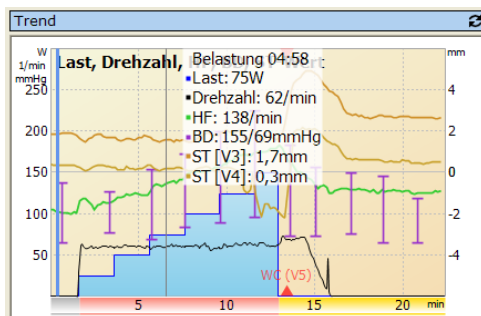 Trend
W
1/min
mmHg
Last, Drehzahl,
mm
Belastung 04:58
Last: 75W
Drehzahl: 62/min
HF: 138/min
BD: 155/69mmHg
ST [V3]: 1,7mm
ST [V4]: 0,3mm
250
200
150
100
50
4
2
0
-2
-4
WC (V5)
5
10
15
20
min